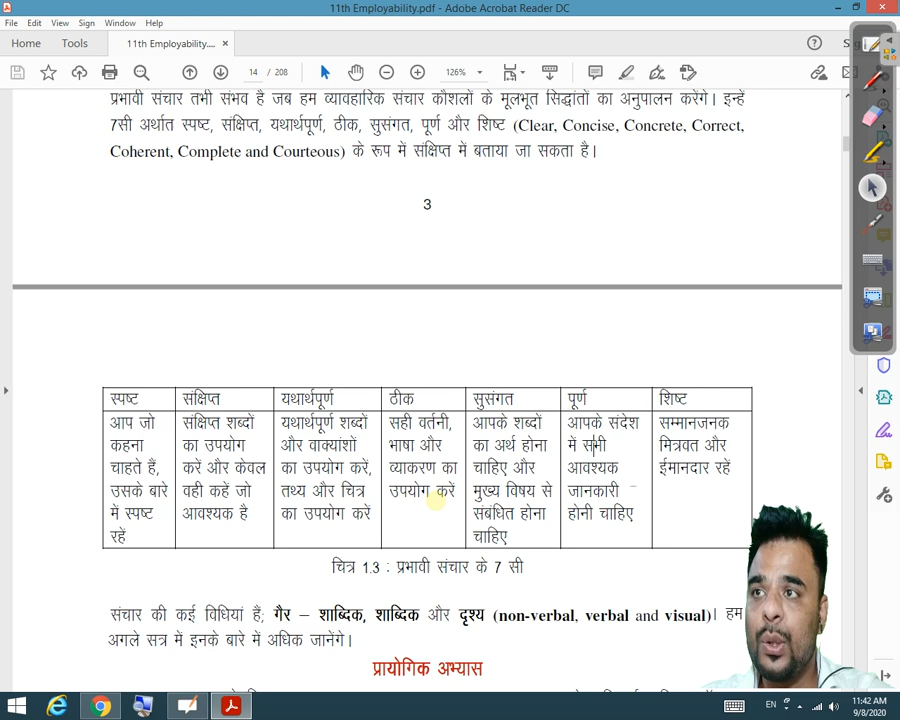 11th Employability.pdf - Adobe Acrobat Reader DC
File Edit View Sign Window Help
Home Tools 11th Employability....
14 / 208 126%
प्रभावी संचार तभी संभव है जब हम व्यावहारिक संचार कौशलों के मूलभूत सिद्धांतों का अनुपालन करेंगे। इन्हें
7सी अर्थात स्पष्ट, संक्षिप्त, यथार्थपूर्ण, ठीक, सुसंगत, पूर्ण और शिष्ट (Clear, Concise, Concrete, Correct,
Coherent, Complete and Courteous) के रूप में संक्षिप्त में बताया जा सकता है।
3
स्पष्ट
आप जो
कहना
चाहते हैं,
उसके बारे
में स्पष्ट
रहें
संक्षिप्त
संक्षिप्त शब्दों
का उपयोग
करें और केवल
वही कहें जो
आवश्यक है
यथार्थपूर्ण
यथार्थपूर्ण शब्दों
और वाक्यांशों
का उपयोग करें,
तथ्य और चित्र
का उपयोग करें
ठीक
सही वर्तनी,
भाषा और
व्याकरण का
उपयोग करें
सुसंगत
आपके शब्दों
का अर्थ होना
चाहिए और
मुख्य विषय से
संबंधित होना
चाहिए
पूर्ण
आपके संदेश
में सभी
आवश्यक
जानकारी
होनी चाहिए
शिष्ट
सम्मानजनक
मित्रवत और
ईमानदार रहें
चित्र 1.3 : प्रभावी संचार के 7 सी
संचार की कई विधियां हैं; गैर – शाब्दिक, शाब्दिक और दृश्य (non-verbal, verbal and visual)। हम
अगले सत्र में इनके बारे में अधिक जानेंगे।
प्रायोगिक अभ्यास
EN
11:42 AM
9/8/2020